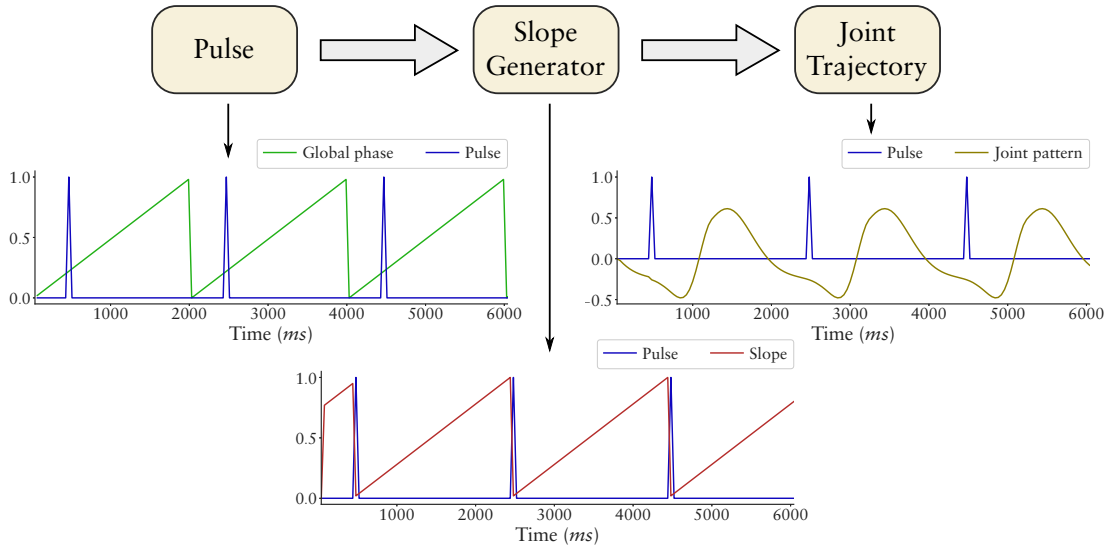 Pulse
Slope
Generator
Joint
Trajectory
Global phase
Pulse
1.0
0.5
0.0
1000
2000
3000
4000
5000
6000
Time (ms)
Pulse
Joint pattern
1.0
0.5
0.0
-0.5
1000
2000
3000
4000
5000
6000
Time (ms)
Pulse
Slope
1.0
0.5
0.0
1000
2000
3000
4000
5000
6000
Time (ms)